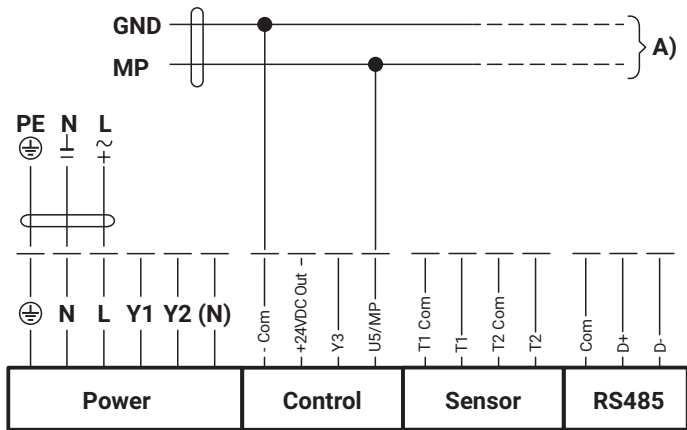 GND
MP
A)
PE N L
N L Y1 Y2 (N)
- Com
+24VDC Out -
Y3
U5/MP
T1 Com
T1
T2 Com
T2
Com
D+
D-
Power
Control
Sensor
RS485